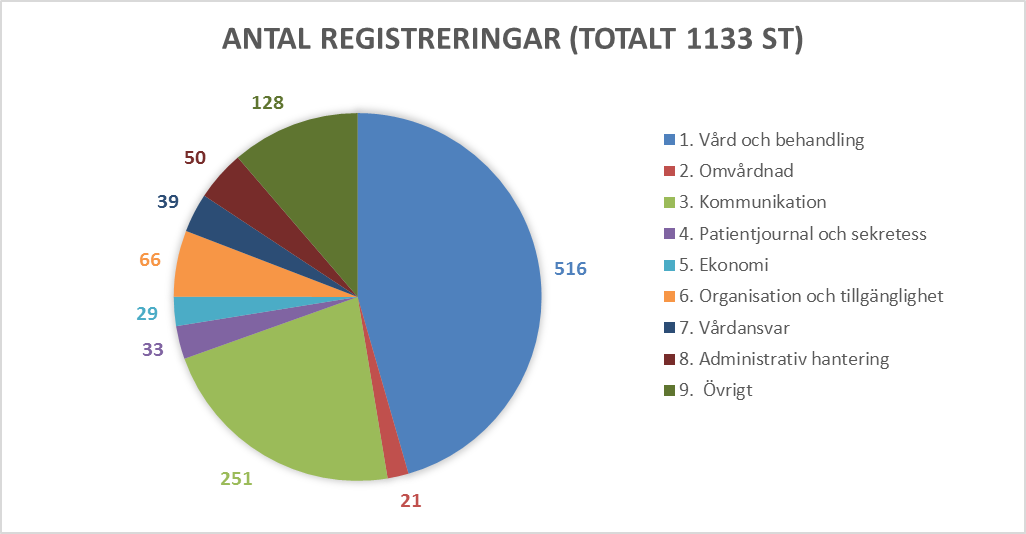 ANTAL REGISTRERINGAR (TOTALT 1133 ST)
128
50
39
66
29
33
251
21
516
1. Vård och behandling
2. Omvårdnad
3. Kommunikation
4. Patientjournal och sekretess
5. Ekonomi
6. Organisation och tillgänglighet
7. Vårdansvar
8. Administrativ hantering
9. Övrigt